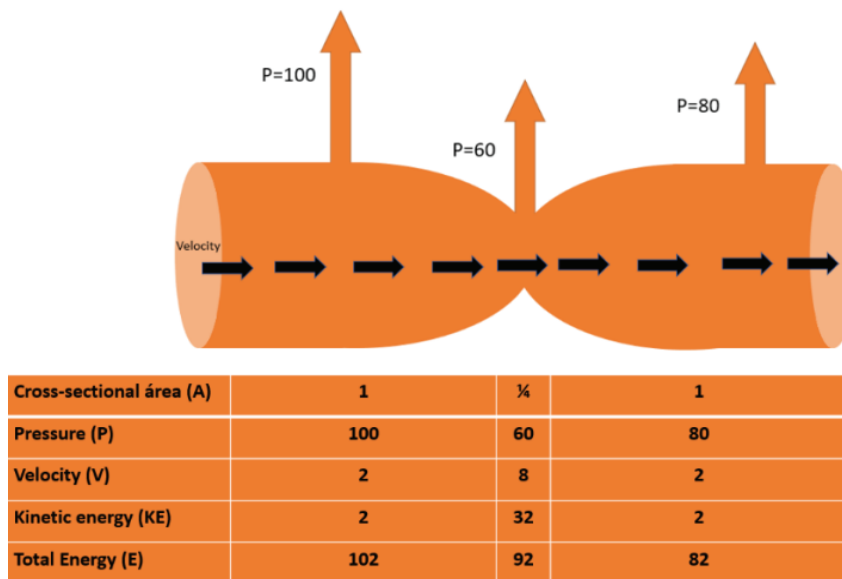 P=100
P=80
P=60
Velocity
Cross-sectional área (A) 1 ¼ 1
Pressure (P) 100 60 80
Velocity (V) 2 8 2
Kinetic energy (KE) 2 32 2
Total Energy (E) 102 92 82